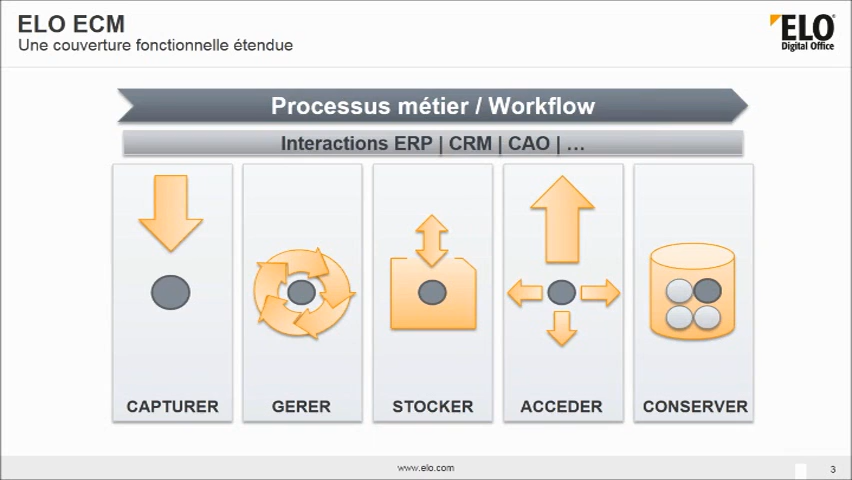 ELO ECM
Une couverture fonctionnelle étendue
ELO
Digital Office
Processus métier / Workflow
Interactions ERP | CRM | CAO | ...
CAPTURER
GERER
STOCKER
ACCEDER
CONSERVER
www.elo.com
3